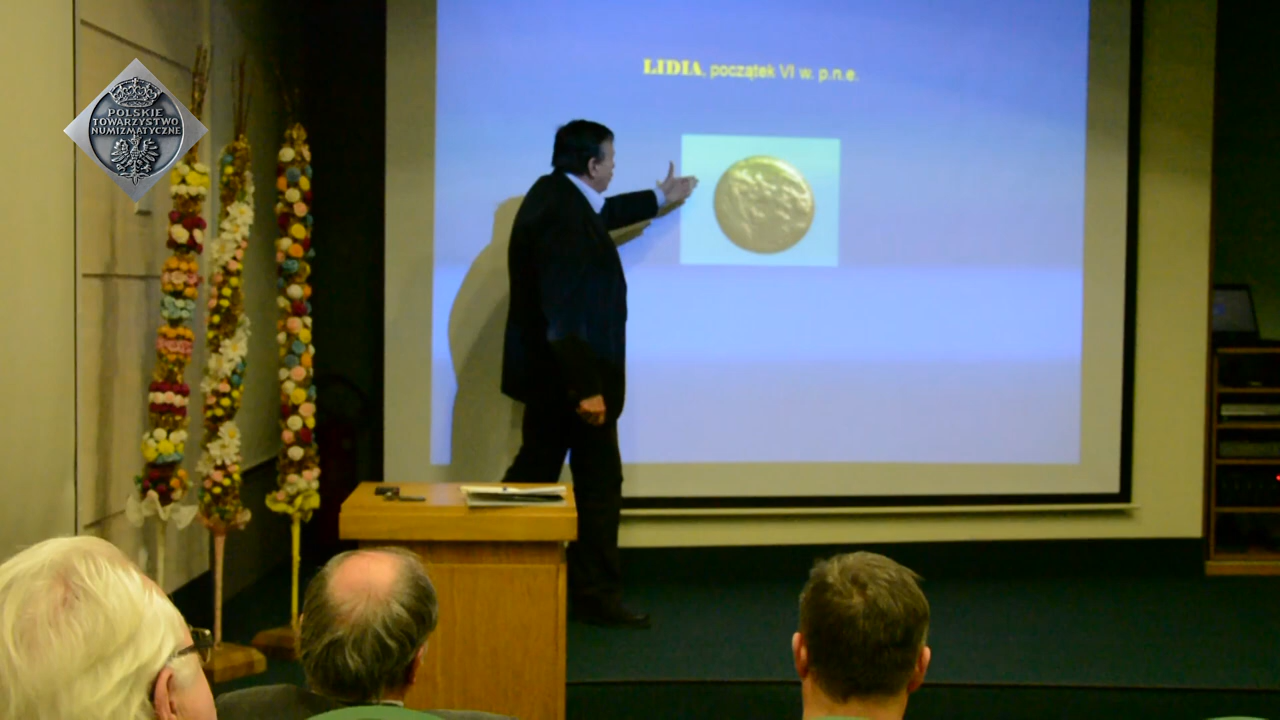 POLSKIE
TOWARZYSTWO
NUMIZMATYCZNE
LIDIA, początek VI w. p.n.e.